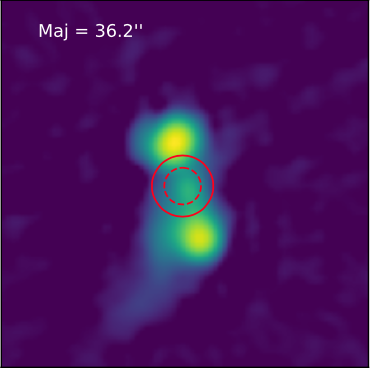 Maj = 36.2''